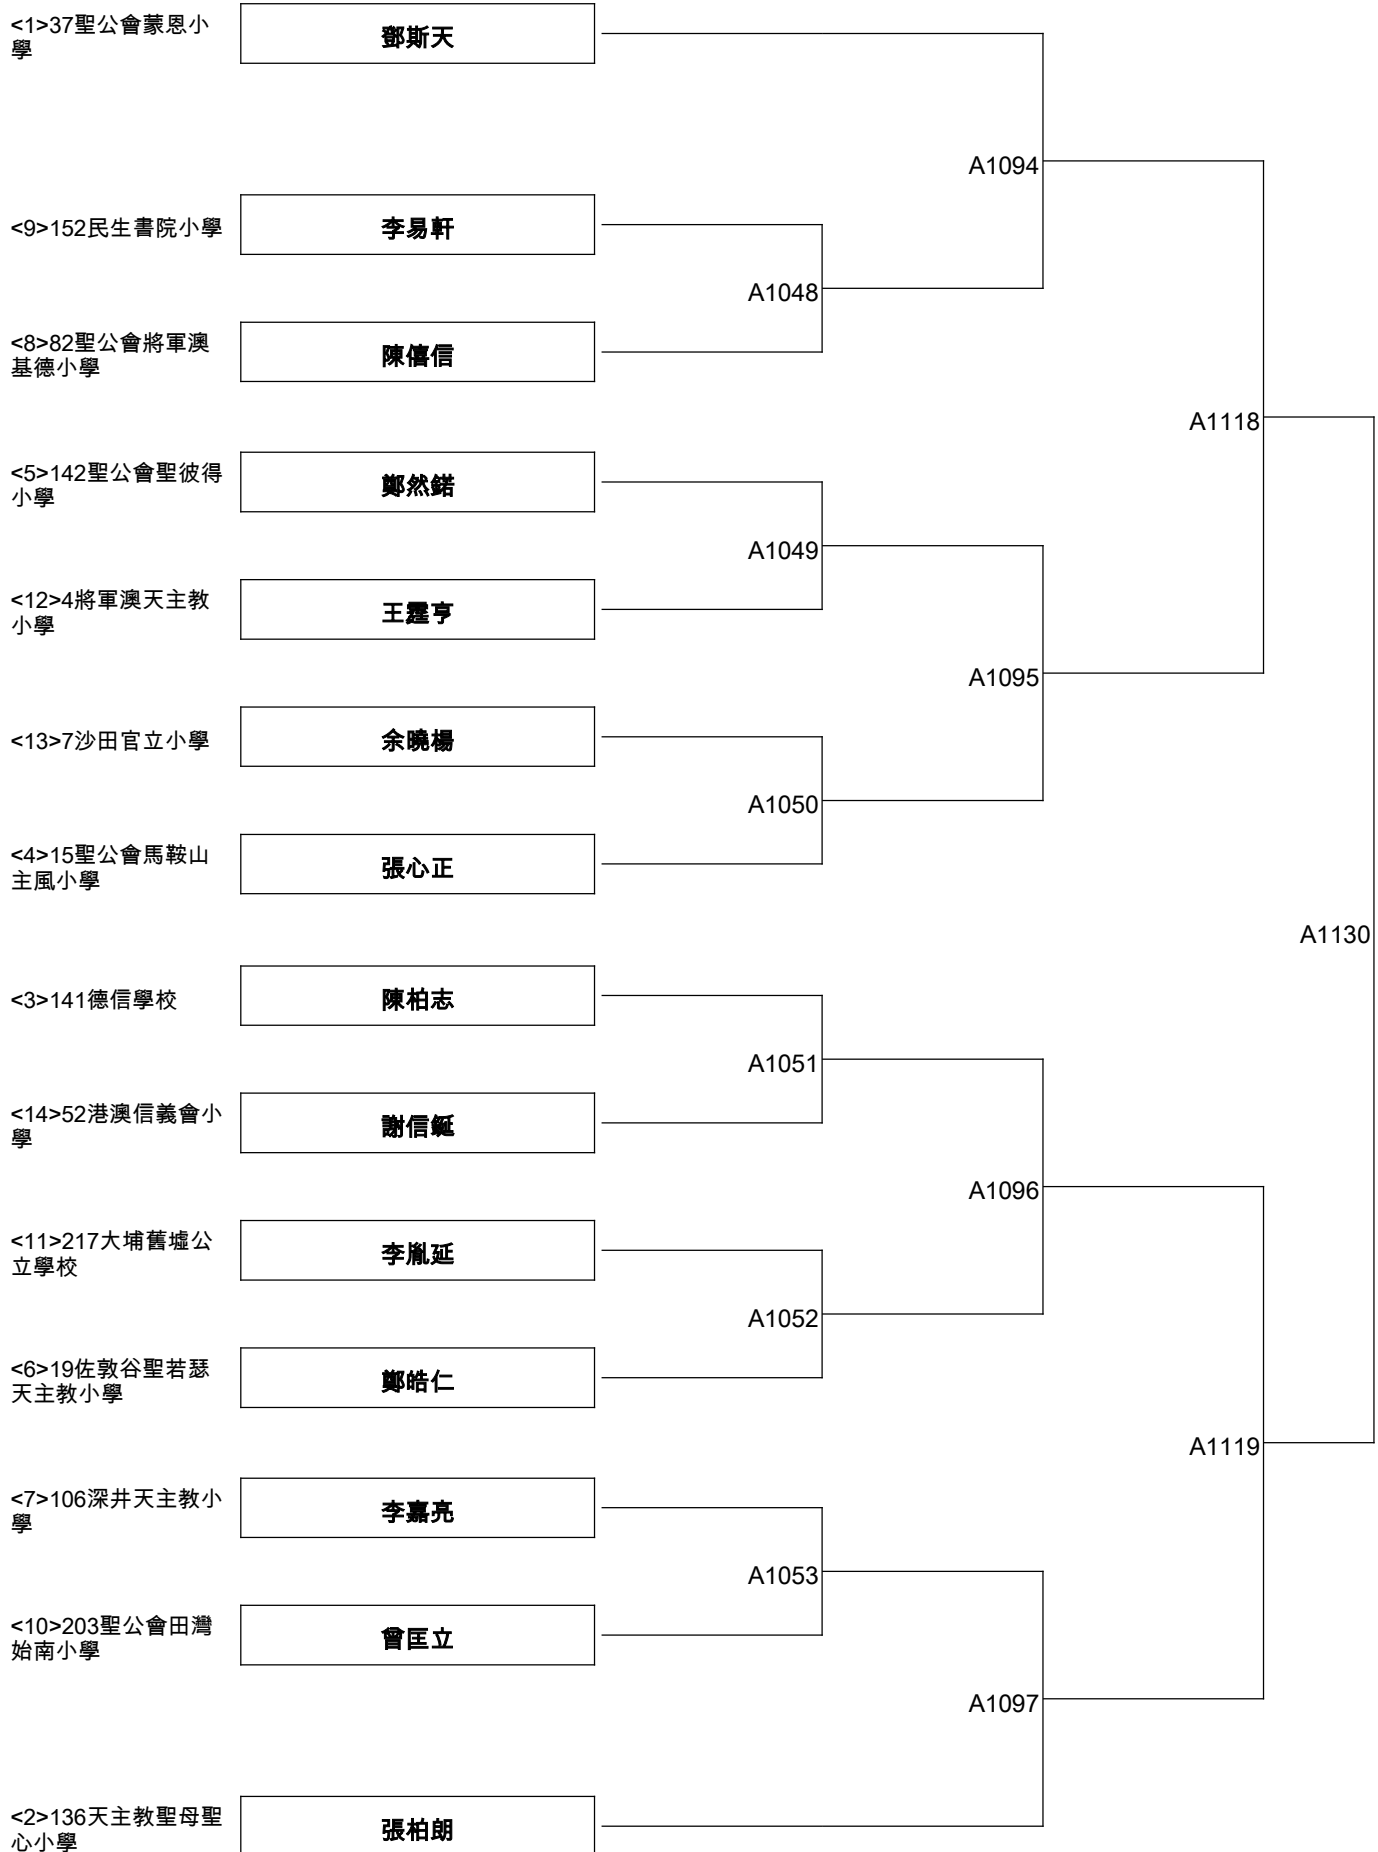 <1>37聖公會蒙恩小
學
鄧斯天
A1094
<9>152民生書院小學
李易軒
A1048
<8>82聖公會將軍澳
基德小學
陳僖信
A1118
<5>142聖公會聖彼得
小學
鄭然鍩
A1049
<12>4將軍澳天主教
小學
王霆亨
A1095
<13>7沙田官立小學
余曉楊
A1050
<4>15聖公會馬鞍山
主風小學
張心正
A1130
<3>141德信學校
陳柏志
A1051
<14>52港澳信義會小
學
謝信鋋
A1096
<11>217大埔舊墟公
立學校
李胤延
A1052
<6>19佐敦谷聖若瑟
天主教小學
鄭皓仁
A1119
<7>106深井天主教小
學
李嘉亮
A1053
<10>203聖公會田灣
始南小學
曾匡立
A1097
<2>136天主教聖母聖
心小學
張柏朗